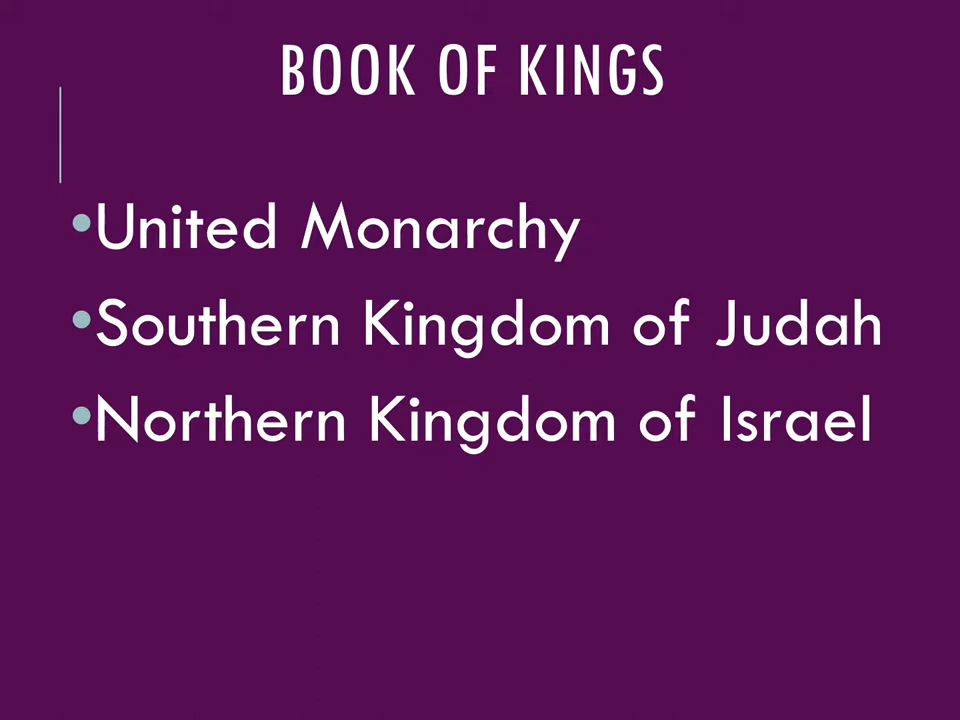 BOOK OF KINGS
•United Monarchy
•Southern Kingdom of Judah
•Northern Kingdom of Israel